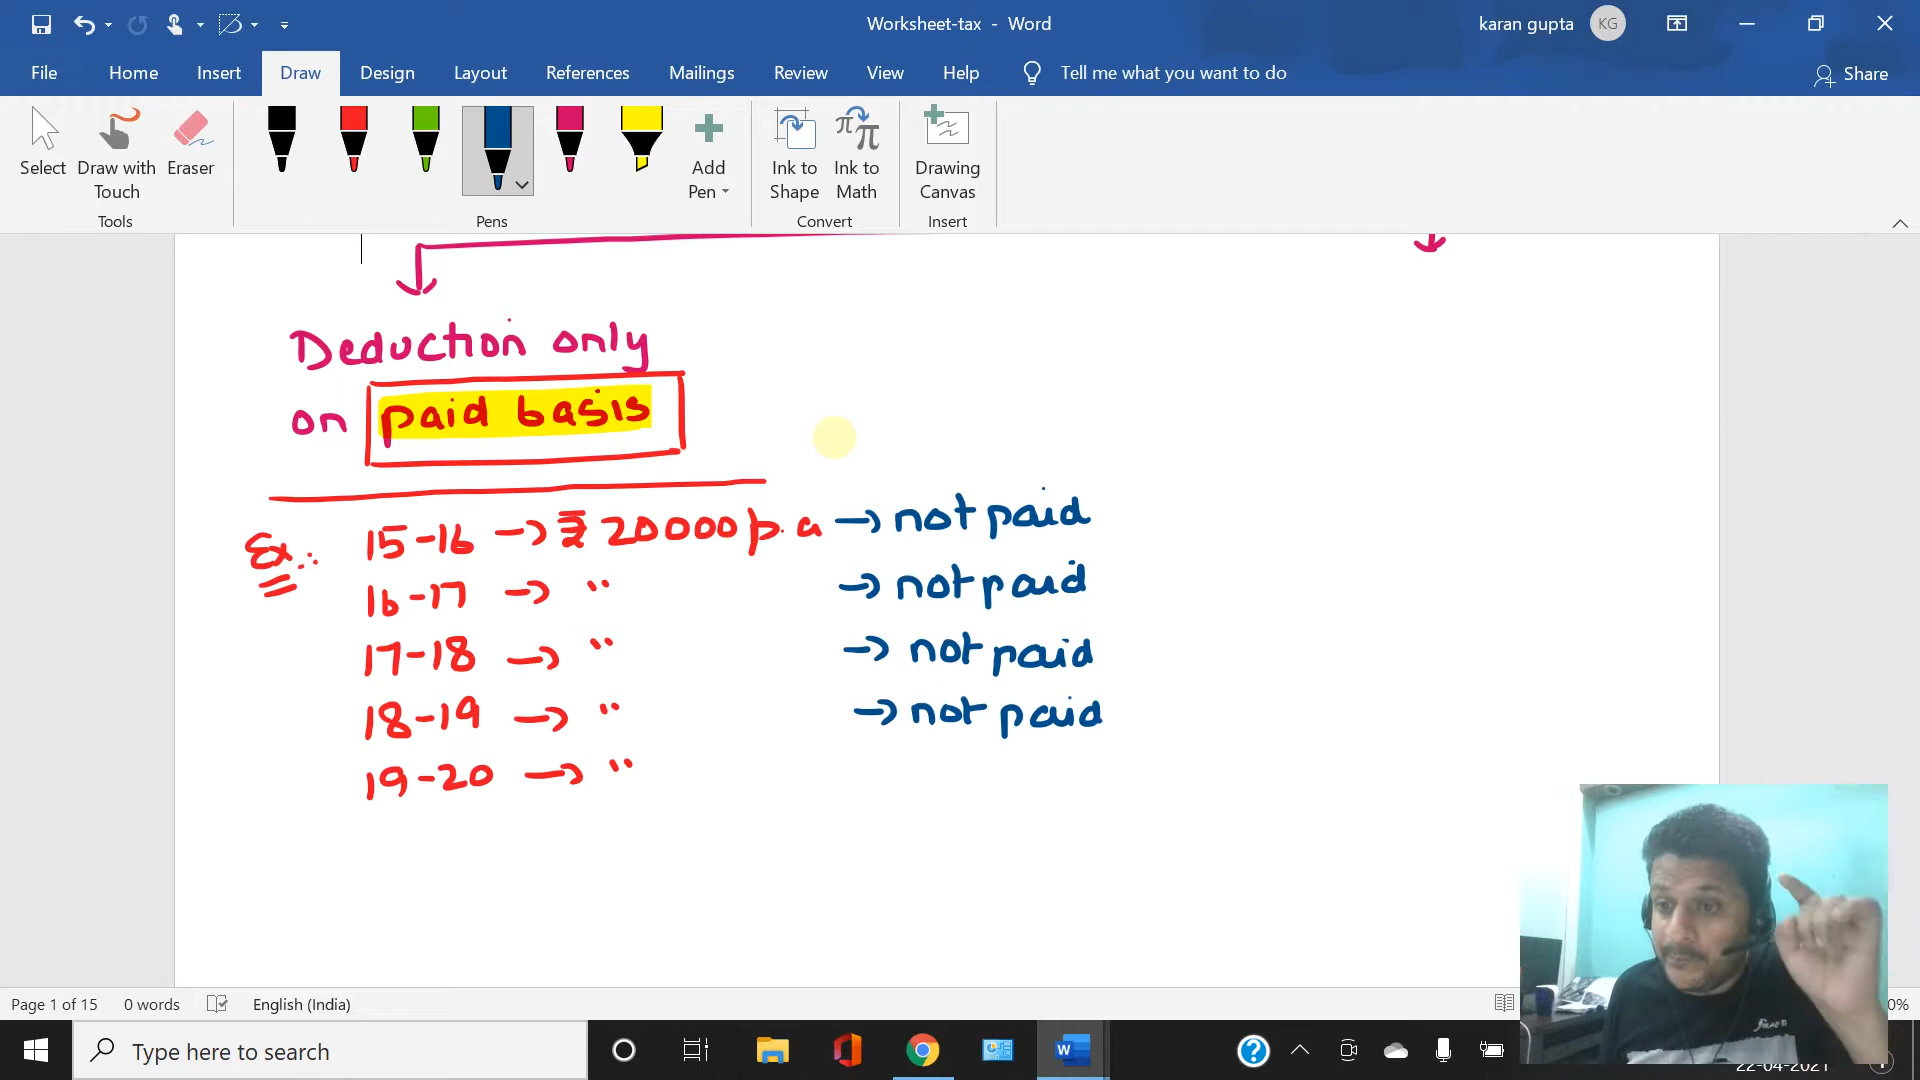 Worksheet-tax - Word
karan gupta KG
File Home Insert Draw Design Layout References Mailings Review View Help Tell me what you want to do Share
Select Draw with Touch Eraser Add Pen Ink to Shape Ink to Math Drawing Canvas
Tools Pens Convert Insert
Deduction only
on paid basis
Ex.: 15-16 → ₹ 20000 p.a → not paid
16-17 → " → not paid
17-18 → " → not paid
18-19 → " → not paid
19-20 → "
Page 1 of 15 0 words English (India) 0%
Type here to search
22-04-2021